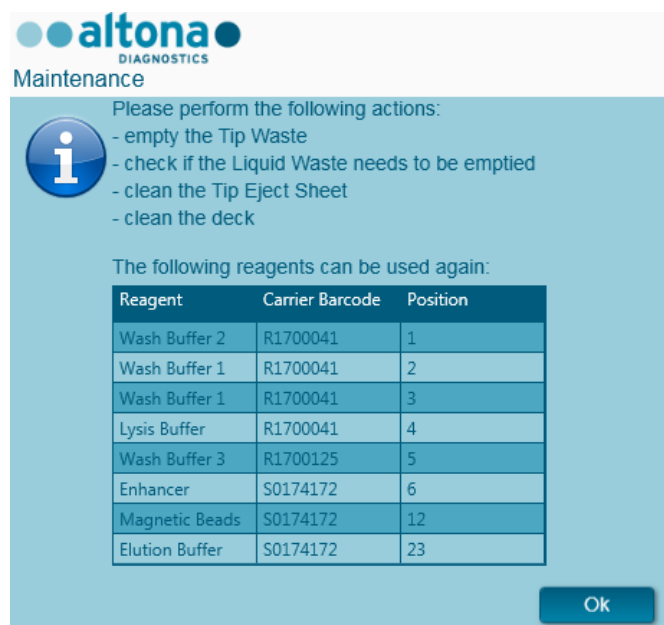 altona
DIAGNOSTICS
Maintenance
Please perform the following actions:
- empty the Tip Waste
- check if the Liquid Waste needs to be emptied
- clean the Tip Eject Sheet
- clean the deck
The following reagents can be used again:
Reagent Carrier Barcode Position
Wash Buffer 2 R1700041 1
Wash Buffer 1 R1700041 2
Wash Buffer 1 R1700041 3
Lysis Buffer R1700041 4
Wash Buffer 3 R1700125 5
Enhancer S0174172 6
Magnetic Beads S0174172 12
Elution Buffer S0174172 23
Ok